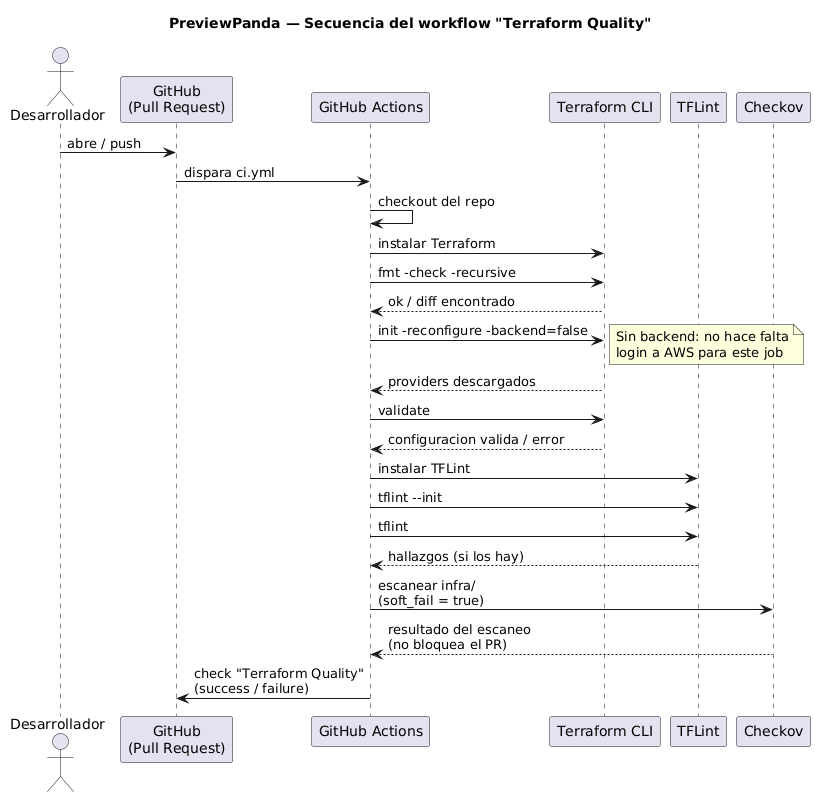 PreviewPanda — Secuencia del workflow "Terraform Quality"
Desarrollador
GitHub
(Pull Request)
GitHub Actions
Terraform CLI
TFLint
Checkov
abre / push
dispara ci.yml
checkout del repo
instalar Terraform
fmt -check -recursive
ok / diff encontrado
init -reconfigure -backend=false
Sin backend: no hace falta
login a AWS para este job
providers descargados
validate
configuracion valida / error
instalar TFLint
tflint --init
tflint
hallazgos (si los hay)
escanear infra/
(soft_fail = true)
resultado del escaneo
(no bloquea el PR)
check "Terraform Quality"
(success / failure)
Desarrollador
GitHub
(Pull Request)
GitHub Actions
Terraform CLI
TFLint
Checkov